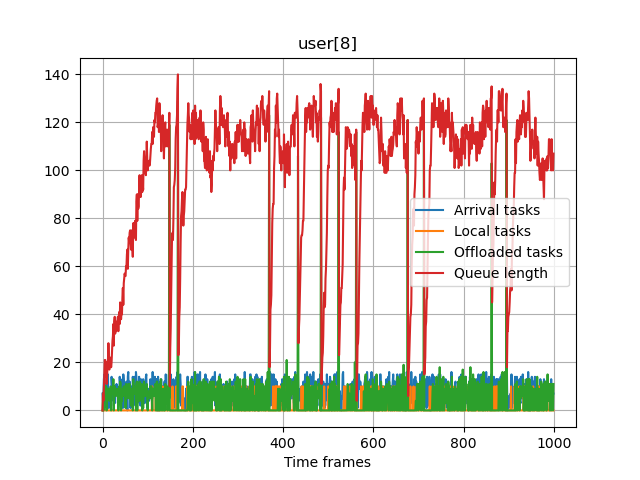 user[8]
140
120
100
80
60
40
20
0
Arrival tasks
Local tasks
Offloaded tasks
Queue length
0 200 400 600 800 1000
Time frames